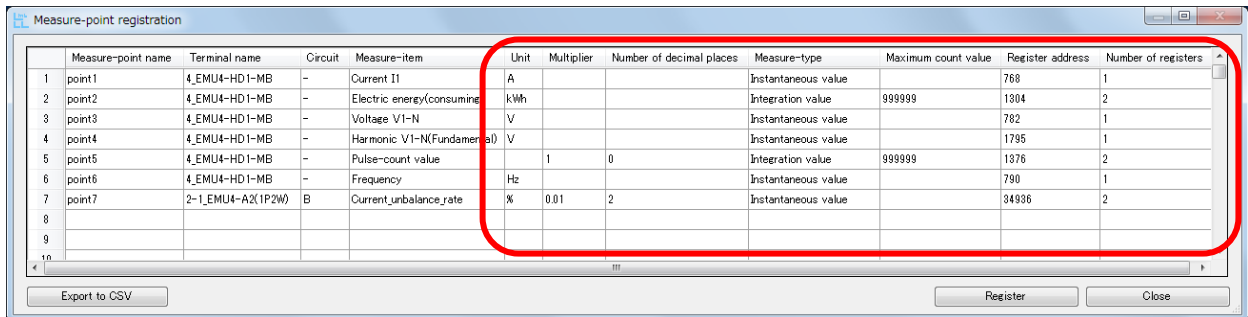 Measure-point registration
Measure-point name Terminal name Circuit Measure-item Unit Multiplier Number of decimal places Measure-type Maximum count value Register address Number of registers
1 point1 4_EMU4-HD1-MB - Current I1 A Instantaneous value 768 1
2 point2 4_EMU4-HD1-MB - Electric energy(consuming kWh Integration value 999999 1304 2
3 point3 4_EMU4-HD1-MB - Voltage V1-N V Instantaneous value 782 1
4 point4 4_EMU4-HD1-MB - Harmonic V1-N(Fundamental) V Instantaneous value 1795 1
5 point5 4_EMU4-HD1-MB - Pulse-count value 1 0 Integration value 999999 1376 2
6 point6 4_EMU4-HD1-MB - Frequency Hz Instantaneous value 790 1
7 point7 2-1_EMU4-A2(1P2W) B Current_unbalance_rate % 0.01 2 Instantaneous value 34936 2
8
9
10
Export to CSV Register Close